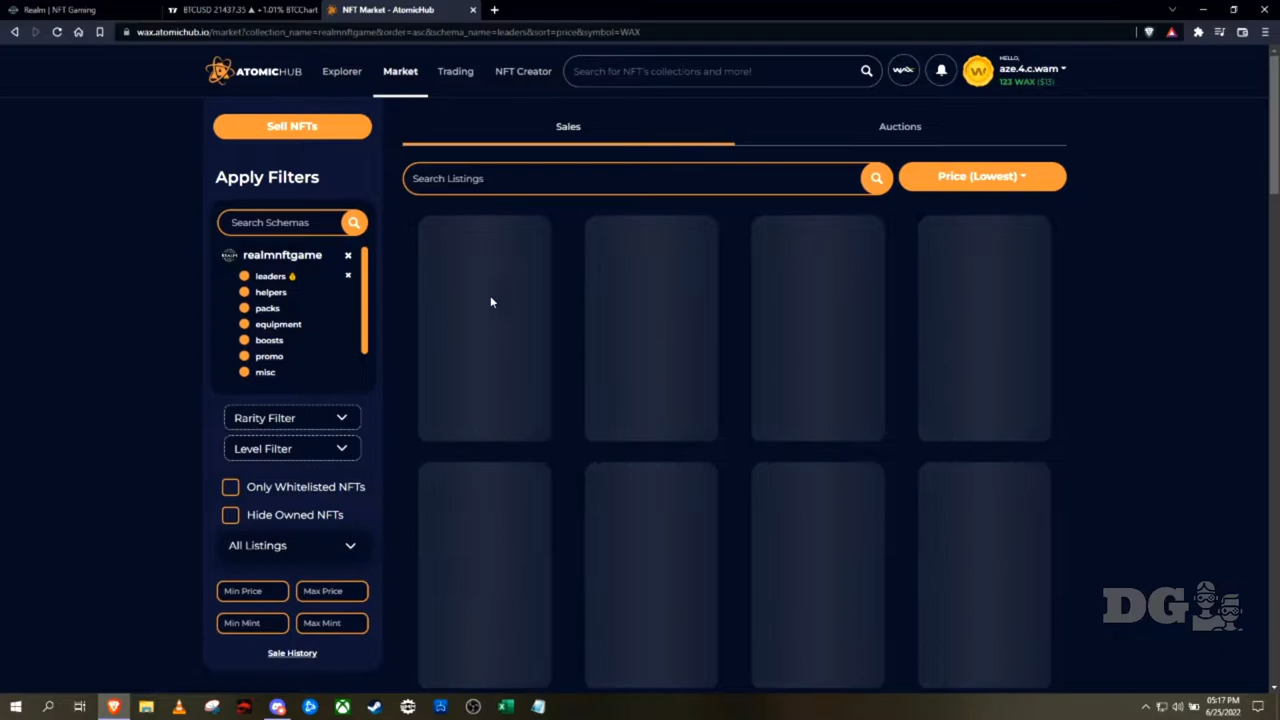 Realm | NFT Gaming
BTCUSD 21437.35 ▲ +1.01% BTCChart
NFT Market - AtomicHub
wax.atomichub.io/market?collection_name=realmnftgame&order=asc&schema_name=leaders&sort=price&symbol=WAX
ATOMICHUB
Explorer
Market
Trading
NFT Creator
Search for NFT's collections and more!
WAX
HELLO,
aze.4.c.wam
123 WAX ($13)
Sell NFTs
Sales
Auctions
Apply Filters
Search Listings
Price (Lowest)
Search Schemas
realmnftgame
leaders
helpers
packs
equipment
boosts
promo
misc
Rarity Filter
Level Filter
Only Whitelisted NFTs
Hide Owned NFTs
All Listings
Min Price
Max Price
Min Mint
Max Mint
Sale History
DG
05:17 PM
6/25/2022